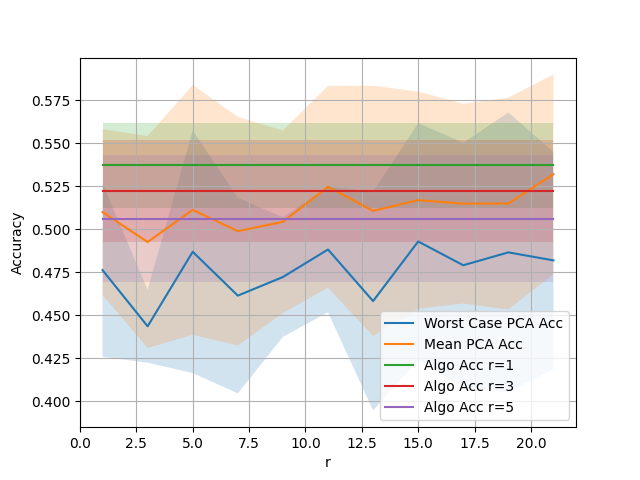 0.575
0.550
0.525
0.500
0.475
0.450
0.425
0.400
Accuracy
Worst Case PCA Acc
Mean PCA Acc
Algo Acc r=1
Algo Acc r=3
Algo Acc r=5
0.0 2.5 5.0 7.5 10.0 12.5 15.0 17.5 20.0
r